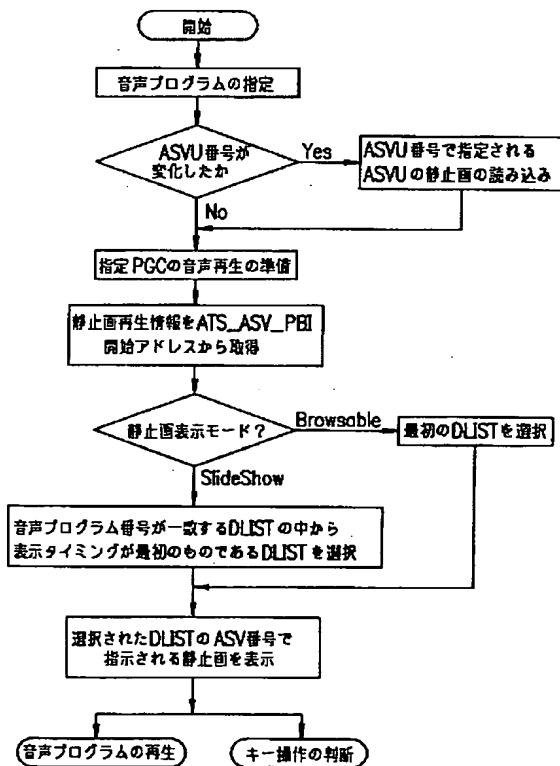 開始
音声プログラムの指定
ASVU番号が
変化したか
Yes
ASVU番号で指定される
ASVUの静止画の読み込み
No
指定PGCの音声再生の準備
静止画再生情報をATS_ASV_PBI
開始アドレスから取得
静止画表示モード?
Browsable
最初のDLISTを選択
SlideShow
音声プログラム番号が一致するDLISTの中から
表示タイミングが最初のものであるDLISTを選択
選択されたDLISTのASV番号で
指示される静止画を表示
音声プログラムの再生
キー操作の判断